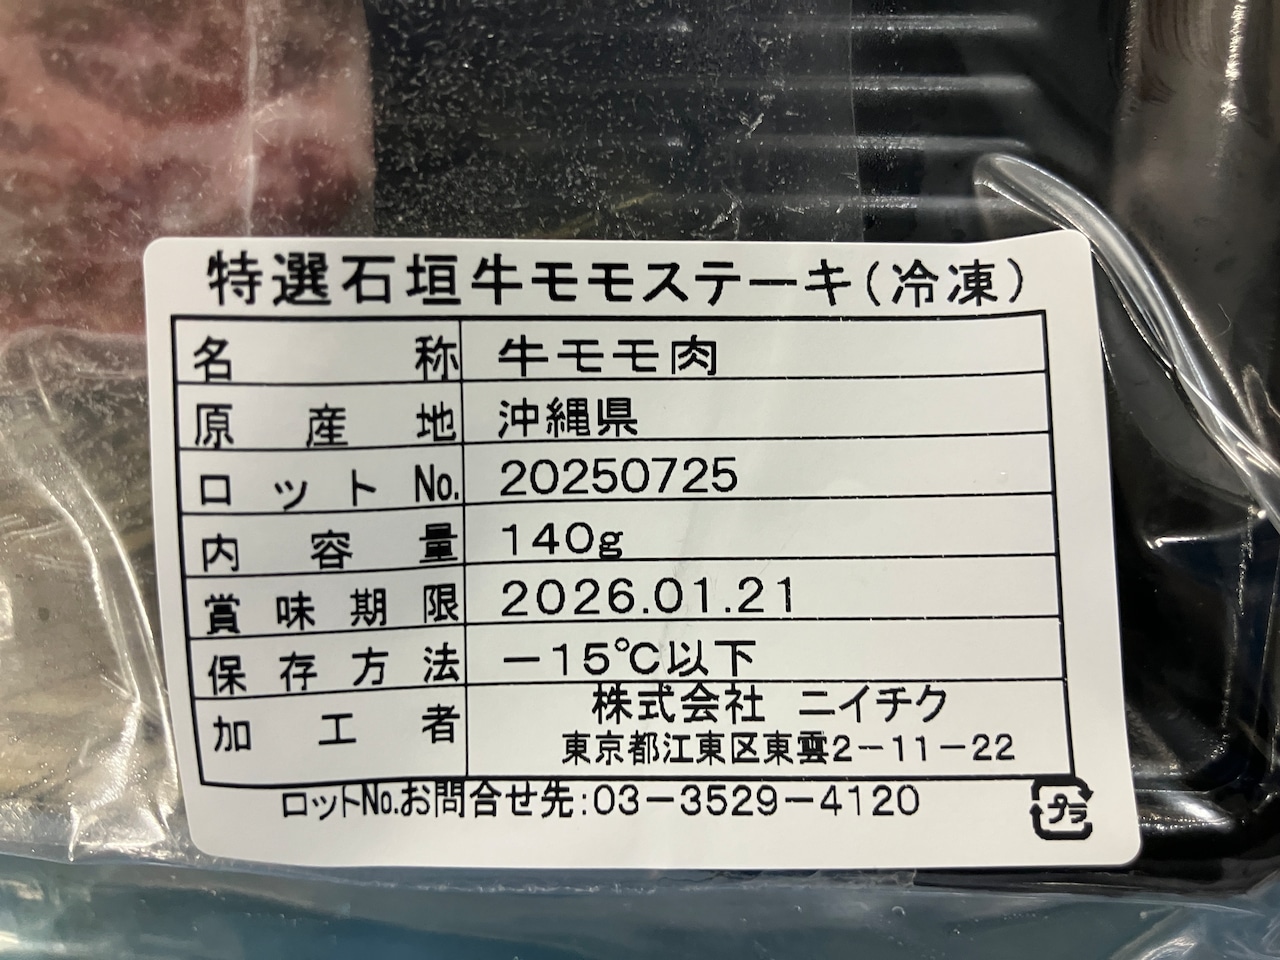 特選石垣牛モモステーキ(冷凍)
名称 牛モモ肉
原産地 沖縄県
ロットNo. 20250725
内容量 140g
賞味期限 2026.01.21
保存方法 －15℃以下
加工者 株式会社 ニイチク
東京都江東区東雲2－11－22
ロットNo.お問合せ先:03－3529－4120
プラ